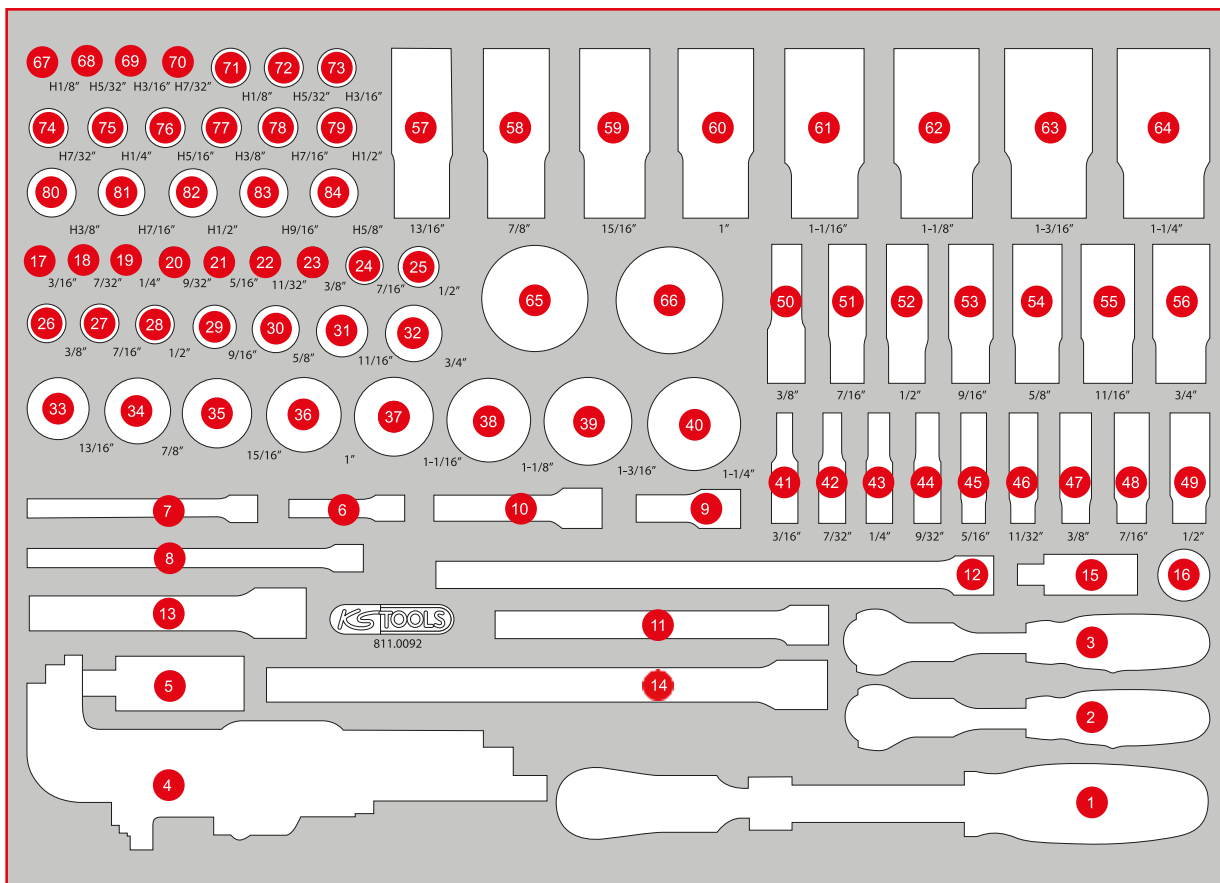 67 68 69 70 71 72 73
H1/8” H5/32” H3/16” H7/32” H1/8” H5/32” H3/16”
74 75 76 77 78 79
H7/32” H1/4” H5/16” H3/8” H7/16” H1/2”
80 81 82 83 84
H3/8” H7/16” H1/2” H9/16” H5/8”
57 58 59 60 61 62 63 64
13/16” 7/8” 15/16” 1” 1-1/16” 1-1/8” 1-3/16” 1-1/4”
17 18 19 20 21 22 23 24 25
3/16” 7/32” 1/4” 9/32” 5/16” 11/32” 3/8” 7/16” 1/2”
26 27 28 29 30 31 32
3/8” 7/16” 1/2” 9/16” 5/8” 11/16” 3/4”
65 66
50 51 52 53 54 55 56
3/8” 7/16” 1/2” 9/16” 5/8” 11/16” 3/4”
33 34 35 36 37 38 39 40
13/16” 7/8” 15/16” 1” 1-1/16” 1-1/8” 1-3/16” 1-1/4”
41 42 43 44 45 46 47 48 49
3/16” 7/32” 1/4” 9/32” 5/16” 11/32” 3/8” 7/16” 1/2”
7 6 10 9
8 12 15 16
13
KS TOOLS
811.0092
11 3
5 14 2
4 1